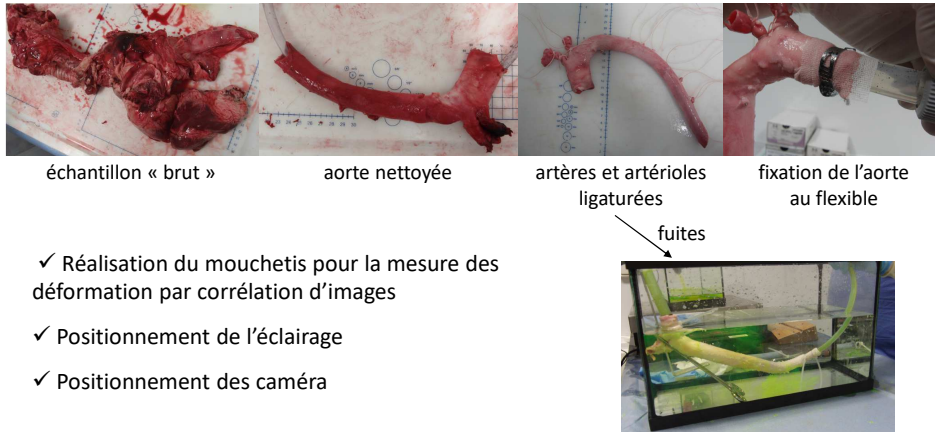 échantillon « brut »
aorte nettoyée
artères et artérioles
ligaturées
fixation de l'aorte
au flexible
fuites
✓ Réalisation du mouchetis pour la mesure des
déformation par corrélation d'images
✓ Positionnement de l'éclairage
✓ Positionnement des caméra